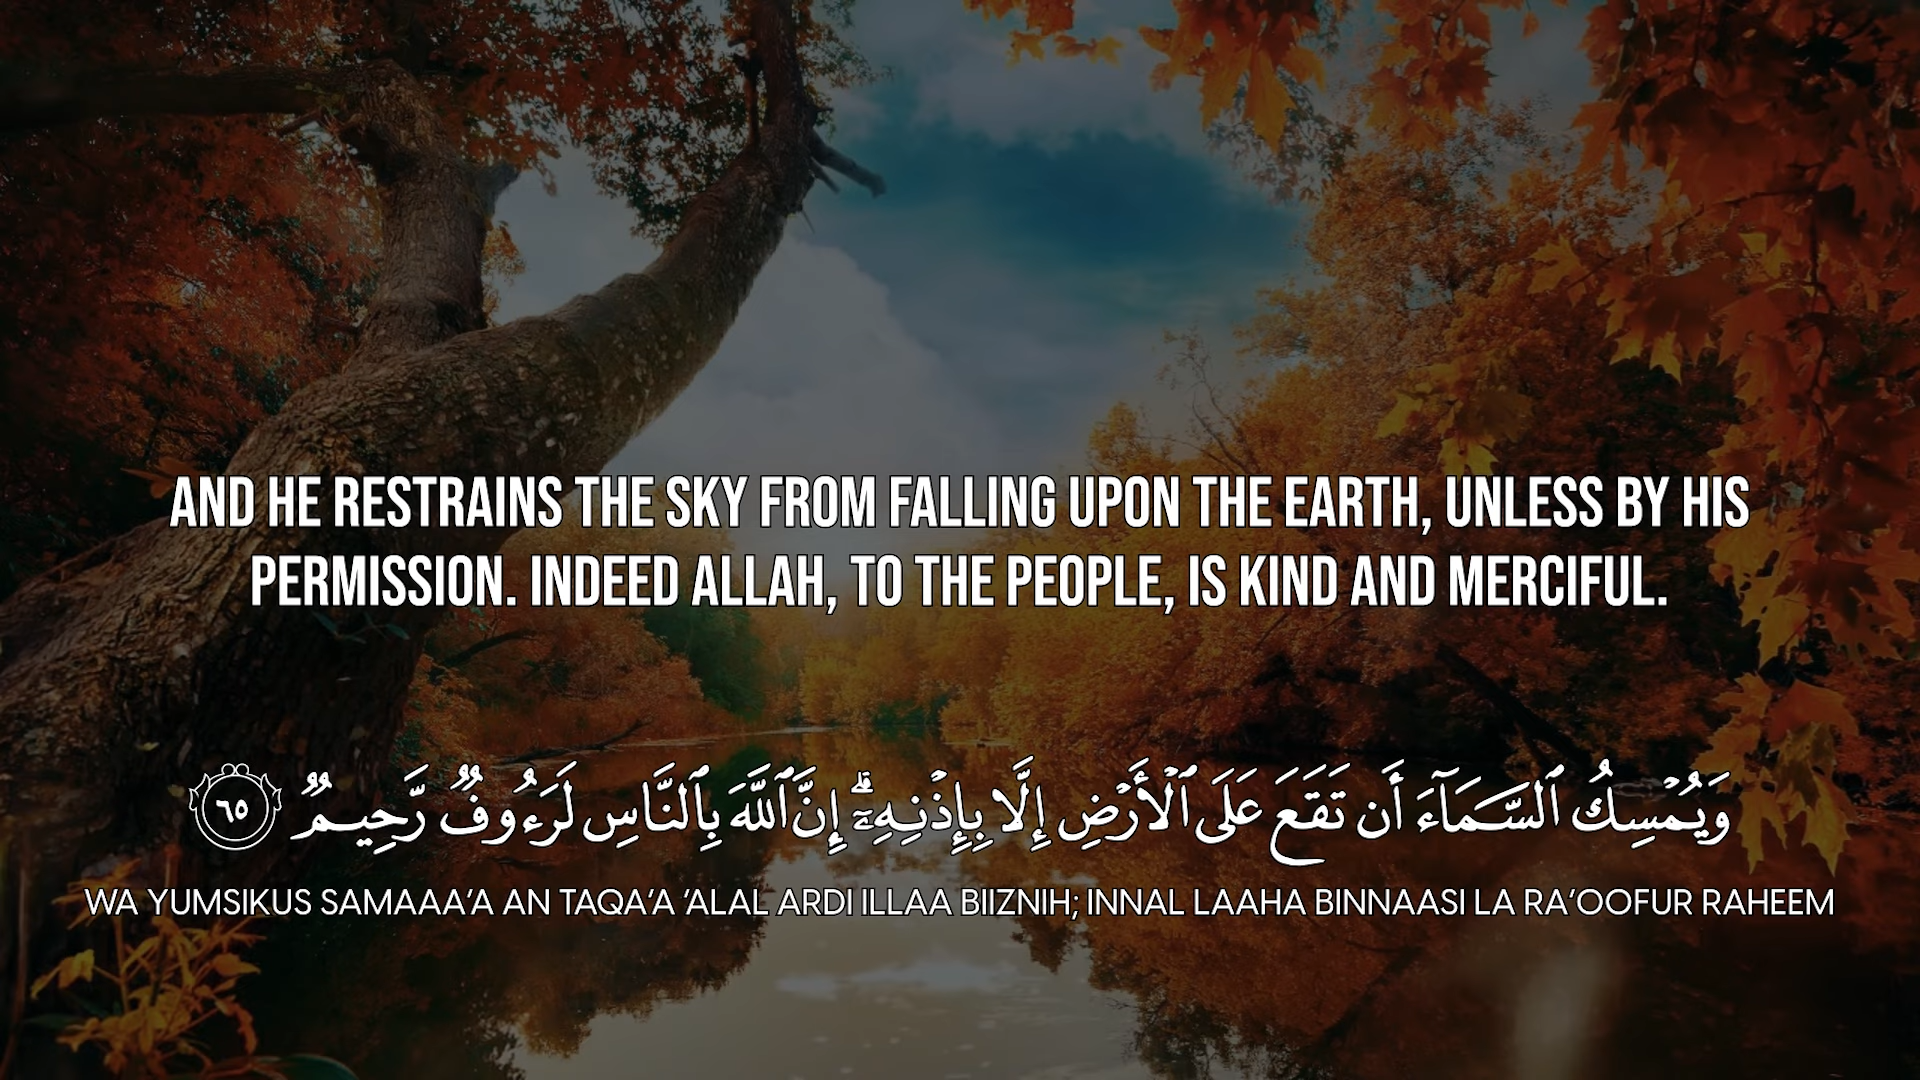 AND HE RESTRAINS THE SKY FROM FALLING UPON THE EARTH, UNLESS BY HIS
PERMISSION. INDEED ALLAH, TO THE PEOPLE, IS KIND AND MERCIFUL.
وَيُمْسِكُ ٱلسَّمَآءَ أَن تَقَعَ عَلَى ٱلْأَرْضِ إِلَّا بِإِذْنِهِۦٓ ۗ إِنَّ ٱللَّهَ بِٱلنَّاسِ لَرَءُوفٌ رَّحِيمٌ ٦٥
WA YUMSIKUS SAMAAA'A AN TAQA'A 'ALAL ARDI ILLAA BIIZNIH; INNAL LAAHA BINNAASI LA RA'OOFUR RAHEEM